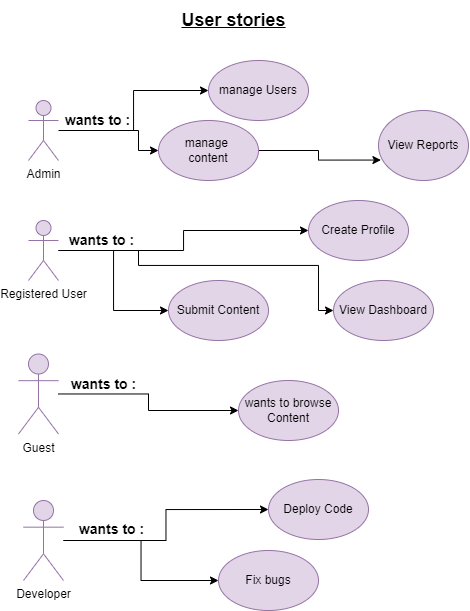 User stories
manage Users
wants to :
manage
content
View Reports
Admin
Create Profile
wants to :
Registered User
Submit Content
View Dashboard
wants to :
wants to browse
Content
Guest
Deploy Code
wants to :
Fix bugs
Developer